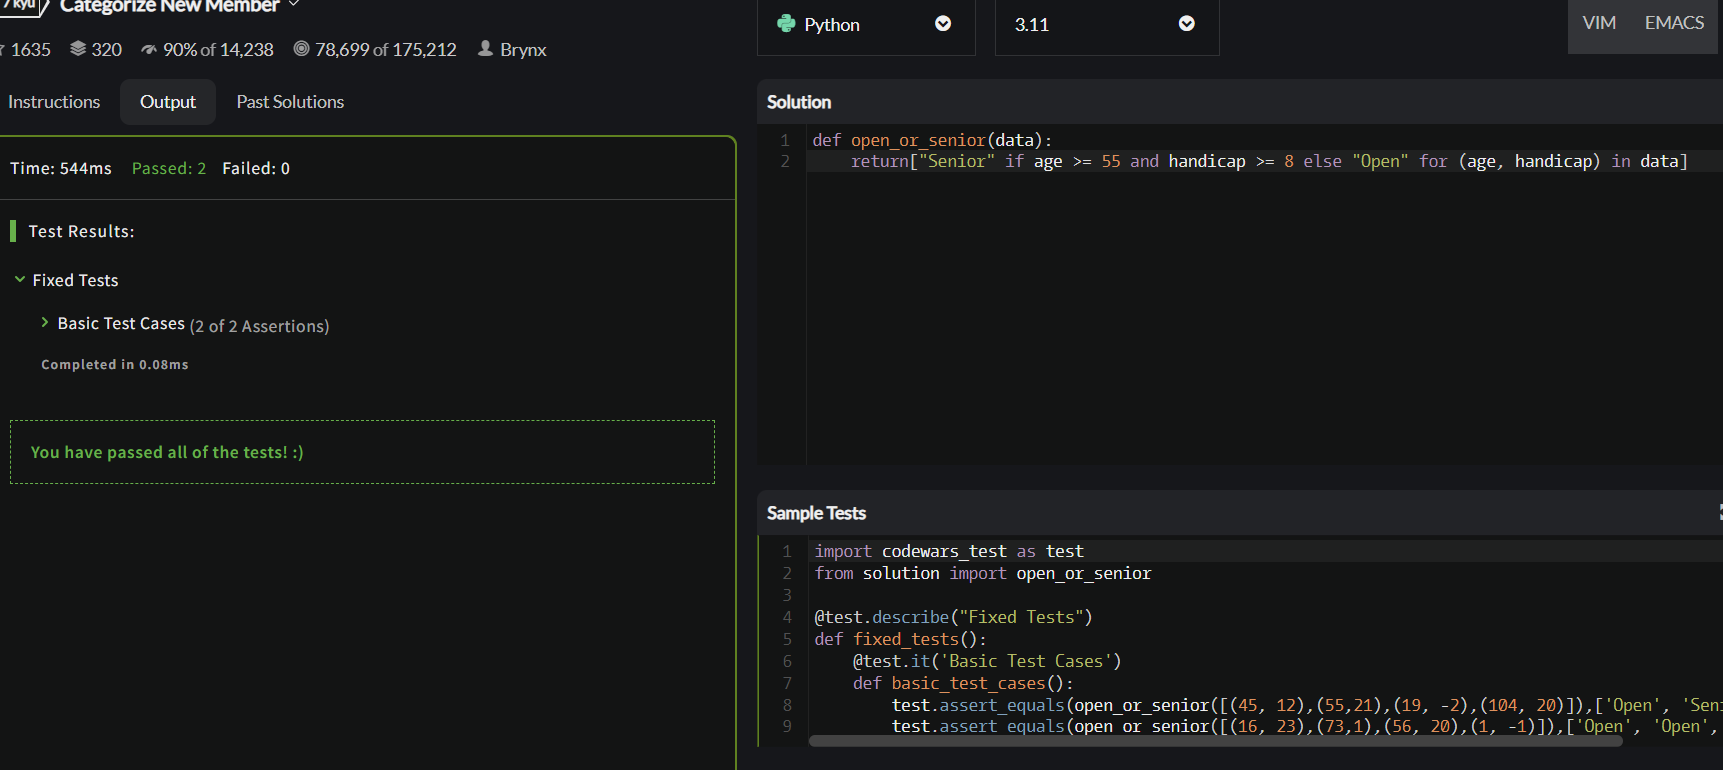 7 kyu
Categorize New Member
1635 320 90% of 14,238 78,699 of 175,212 Brynx
Instructions Output Past Solutions
Time: 544ms Passed: 2 Failed: 0
Test Results:
Fixed Tests
Basic Test Cases (2 of 2 Assertions)
Completed in 0.08ms
You have passed all of the tests! :)
Python 3.11 VIM EMACS
Solution
1 def open_or_senior(data):
2     return["Senior" if age >= 55 and handicap >= 8 else "Open" for (age, handicap) in data]
Sample Tests
1 import codewars_test as test
2 from solution import open_or_senior
3
4 @test.describe("Fixed Tests")
5 def fixed_tests():
6     @test.it('Basic Test Cases')
7     def basic_test_cases():
8         test.assert_equals(open_or_senior([(45, 12),(55,21),(19, -2),(104, 20)]),['Open', 'Sen
9         test.assert_equals(open_or_senior([(16, 23),(73,1),(56, 20),(1, -1)]),['Open', 'Open',